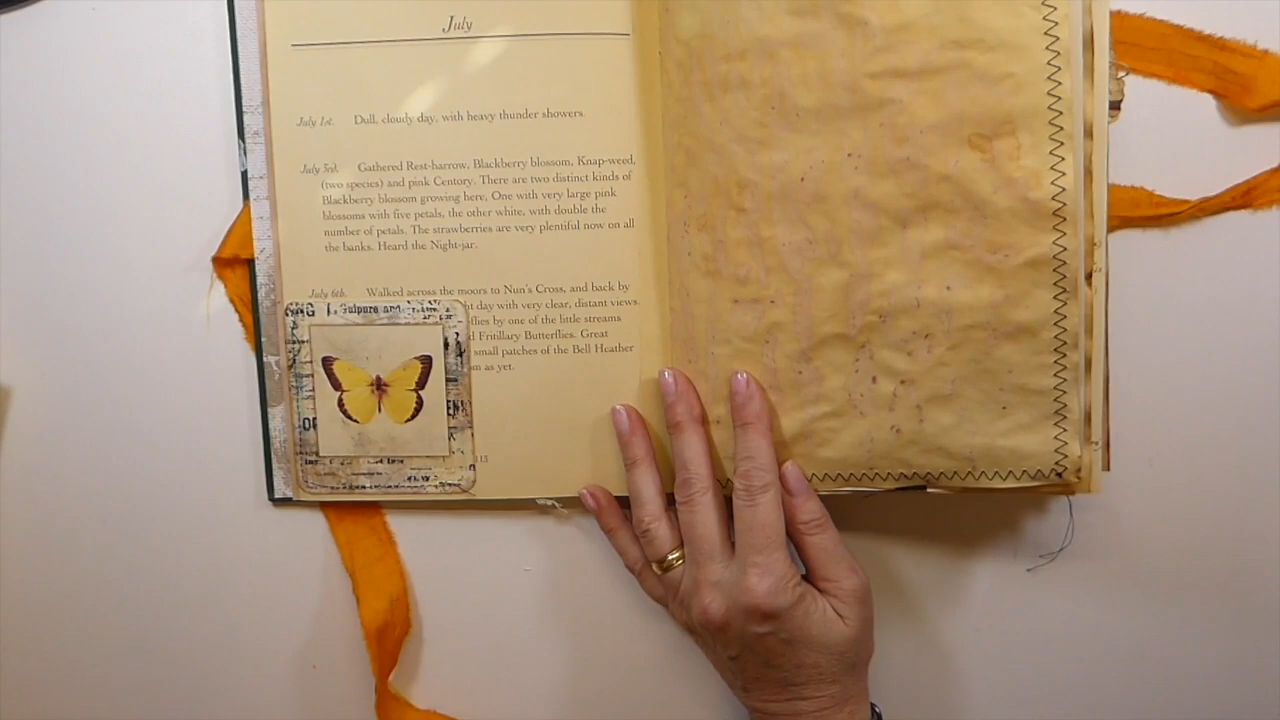 July
July 1st. Dull, cloudy day, with heavy thunder showers.
July 3rd. Gathered Rest-harrow, Blackberry blossom, Knap-weed,
(two species) and pink Centory. There are two distinct kinds of
Blackberry blossom growing here, One with very large pink
blossoms with five petals, the other white, with double the
number of petals. The strawberries are very plentiful now on all
the banks. Heard the Night-jar.
July 6th. Walked across the moors to Nun's Cross, and back by
ht day with very clear, distant views.
flies by one of the little streams
d Fritillary Butterflies. Great
small patches of the Bell Heather
as yet.
Guipure and
115